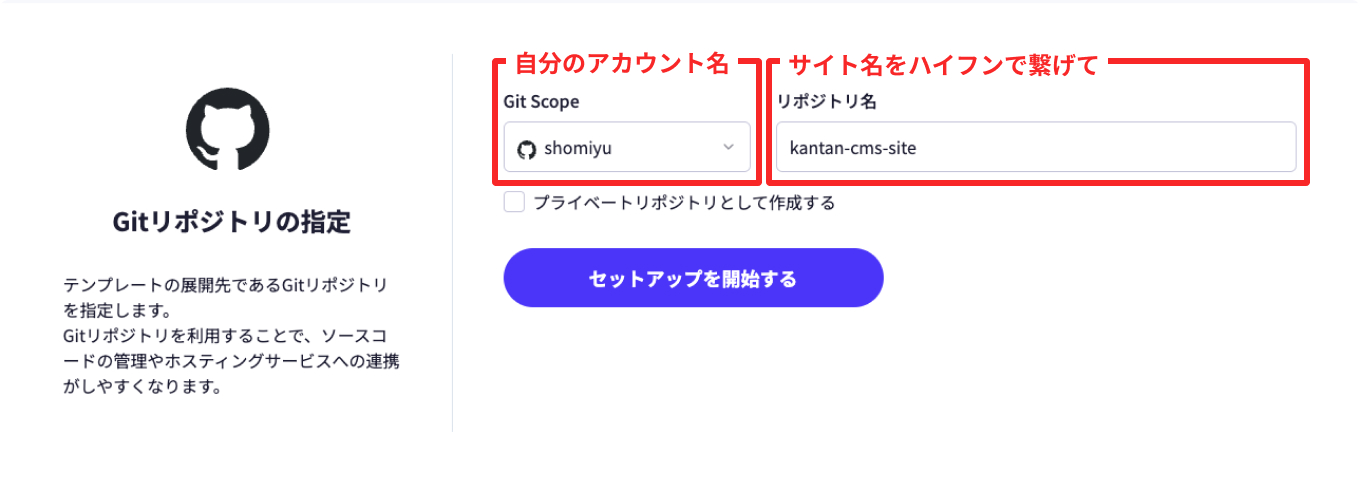 自分のアカウント名
サイト名をハイフンで繋げて
Git Scope
リポジトリ名
shomiyu
kantan-cms-site
プライベートリポジトリとして作成する
セットアップを開始する
Gitリポジトリの指定
テンプレートの展開先であるGitリポジトリ
を指定します。
Gitリポジトリを利用することで、ソースコ
ードの管理やホスティングサービスへの連携
がしやすくなります。